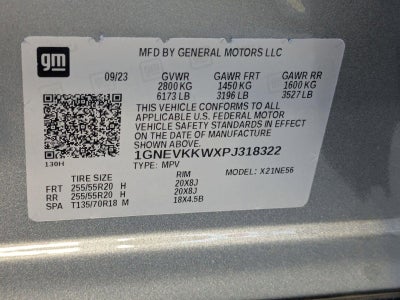 gm
MFD BY GENERAL MOTORS LLC
09/23 GVWR GAWR FRT GAWR RR
2800 KG 1450 KG 1600 KG
6173 LB 3196 LB 3527 LB
THIS VEHICLE CONFORMS TO ALL
APPLICABLE U.S. FEDERAL MOTOR
VEHICLE SAFETY STANDARDS IN EFFECT
ON THE DATE OF MANUFACTURE
SHOWN ABOVE.
1GNEVKKWXPJ318322
TYPE: MPV MODEL: X21NE56
130H
TIRE SIZE RIM
FRT 255/55R20 H 20X8J
RR 255/55R20 H 20X8J
SPA T135/70R18 M 18X4.5B